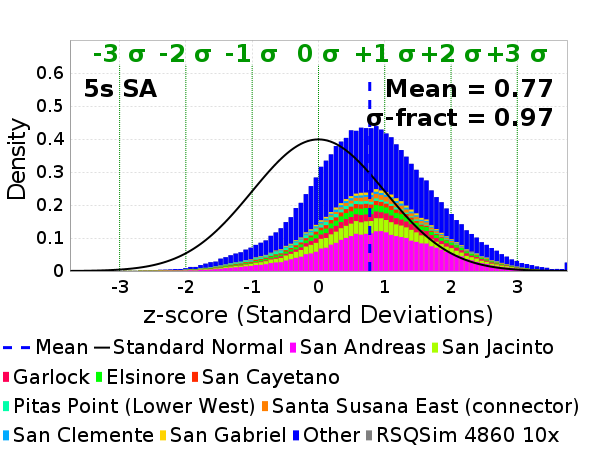 -3 σ -2 σ -1 σ 0 σ +1 σ +2 σ +3 σ
5s SA
Mean = 0.77
σ-fract = 0.97
Density
0.6
0.5
0.4
0.3
0.2
0.1
0
-3 -2 -1 0 1 2 3
z-score (Standard Deviations)
Mean Standard Normal San Andreas San Jacinto
Garlock Elsinore San Cayetano
Pitas Point (Lower West) Santa Susana East (connector)
San Clemente San Gabriel Other RSQSim 4860 10x